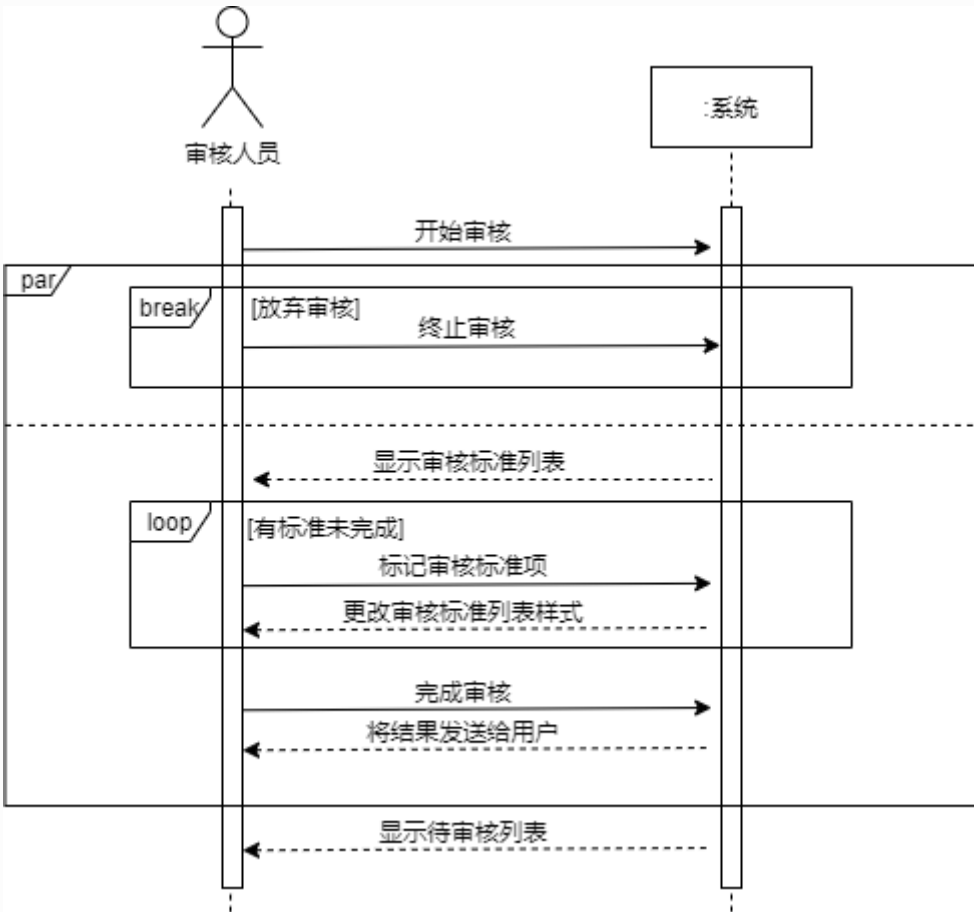 审核人员
:系统
开始审核
par
break
[放弃审核]
终止审核
显示审核标准列表
loop
[有标准未完成]
标记审核标准项
更改审核标准列表样式
完成审核
将结果发送给用户
显示待审核列表